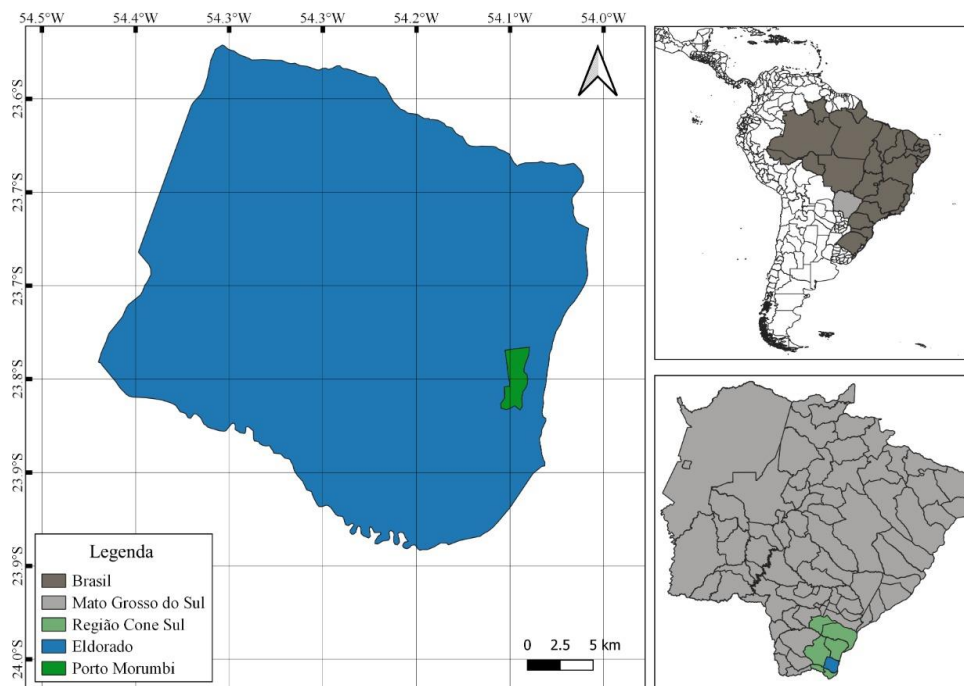 54.5°W 54.4°W 54.3°W 54.3°W 54.2°W 54.1°W 54.0°W
23.6°S
23.7°S
23.7°S
23.8°S
23.9°S
23.9°S
24.0°S
Legenda
Brasil
Mato Grosso do Sul
Região Cone Sul
Eldorado
Porto Morumbi
0 2.5 5 km